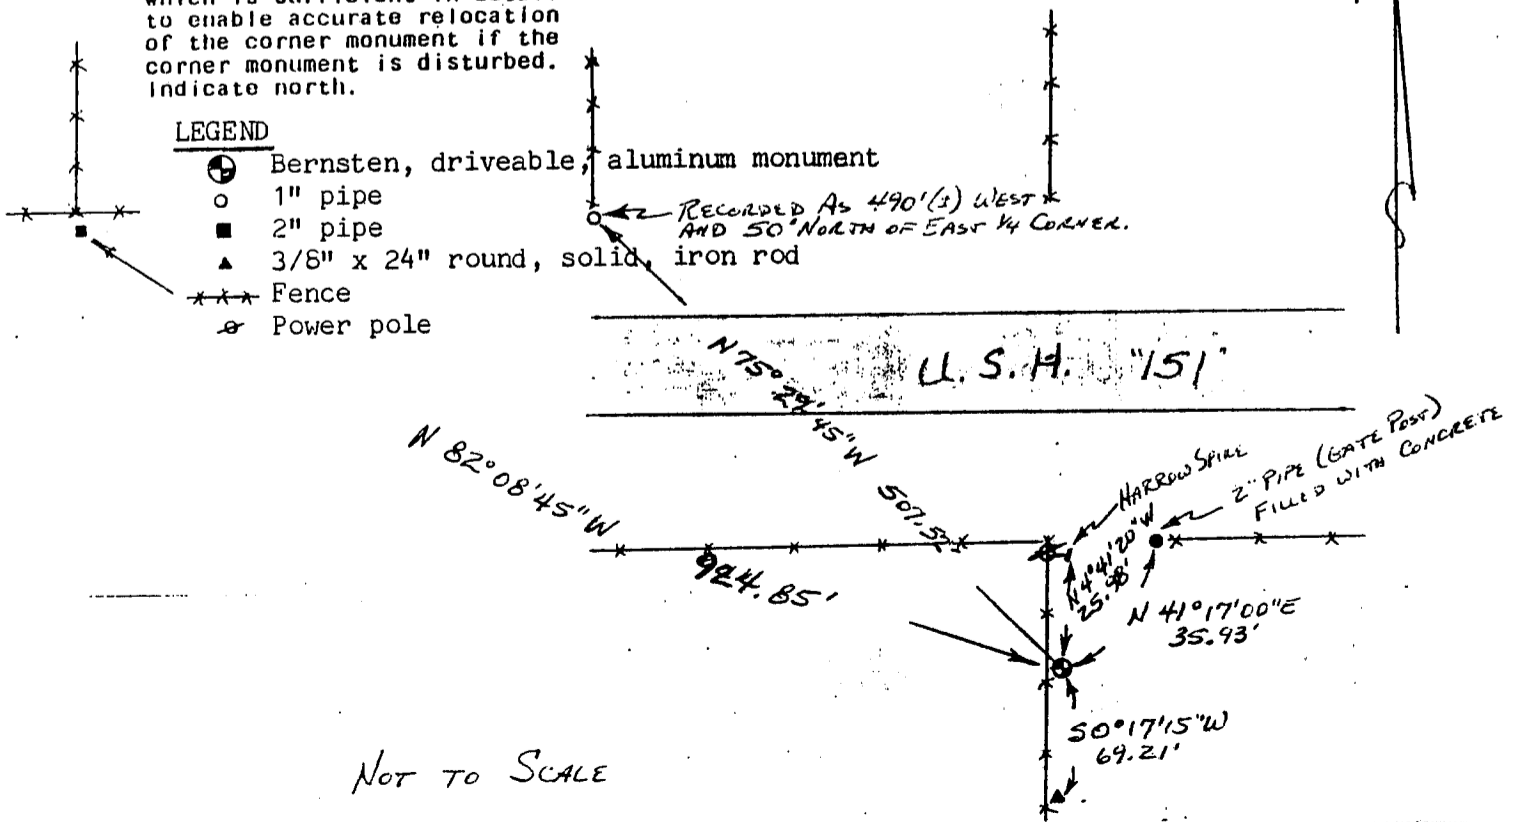 to enable accurate relocation
of the corner monument if the
corner monument is disturbed.
Indicate north.
LEGEND
Bernsten, driveable, aluminum monument
1" pipe
2" pipe
3/8" x 24" round, solid, iron rod
Fence
Power pole
RECORDED AS 490'(±) WEST
AND 50' NORTH OF EAST 1/4 CORNER.
U.S.H. "151"
N 75° 29' 45" W 507.52'
N 82° 08' 45" W
924.85'
HARROW SPIKE
2" PIPE (GATE POST)
FILLED WITH CONCRETE
N 4° 41' 20" W
25.98'
N 41° 17' 00" E
35.93'
S 0° 17' 15" W
69.21'
NOT TO SCALE